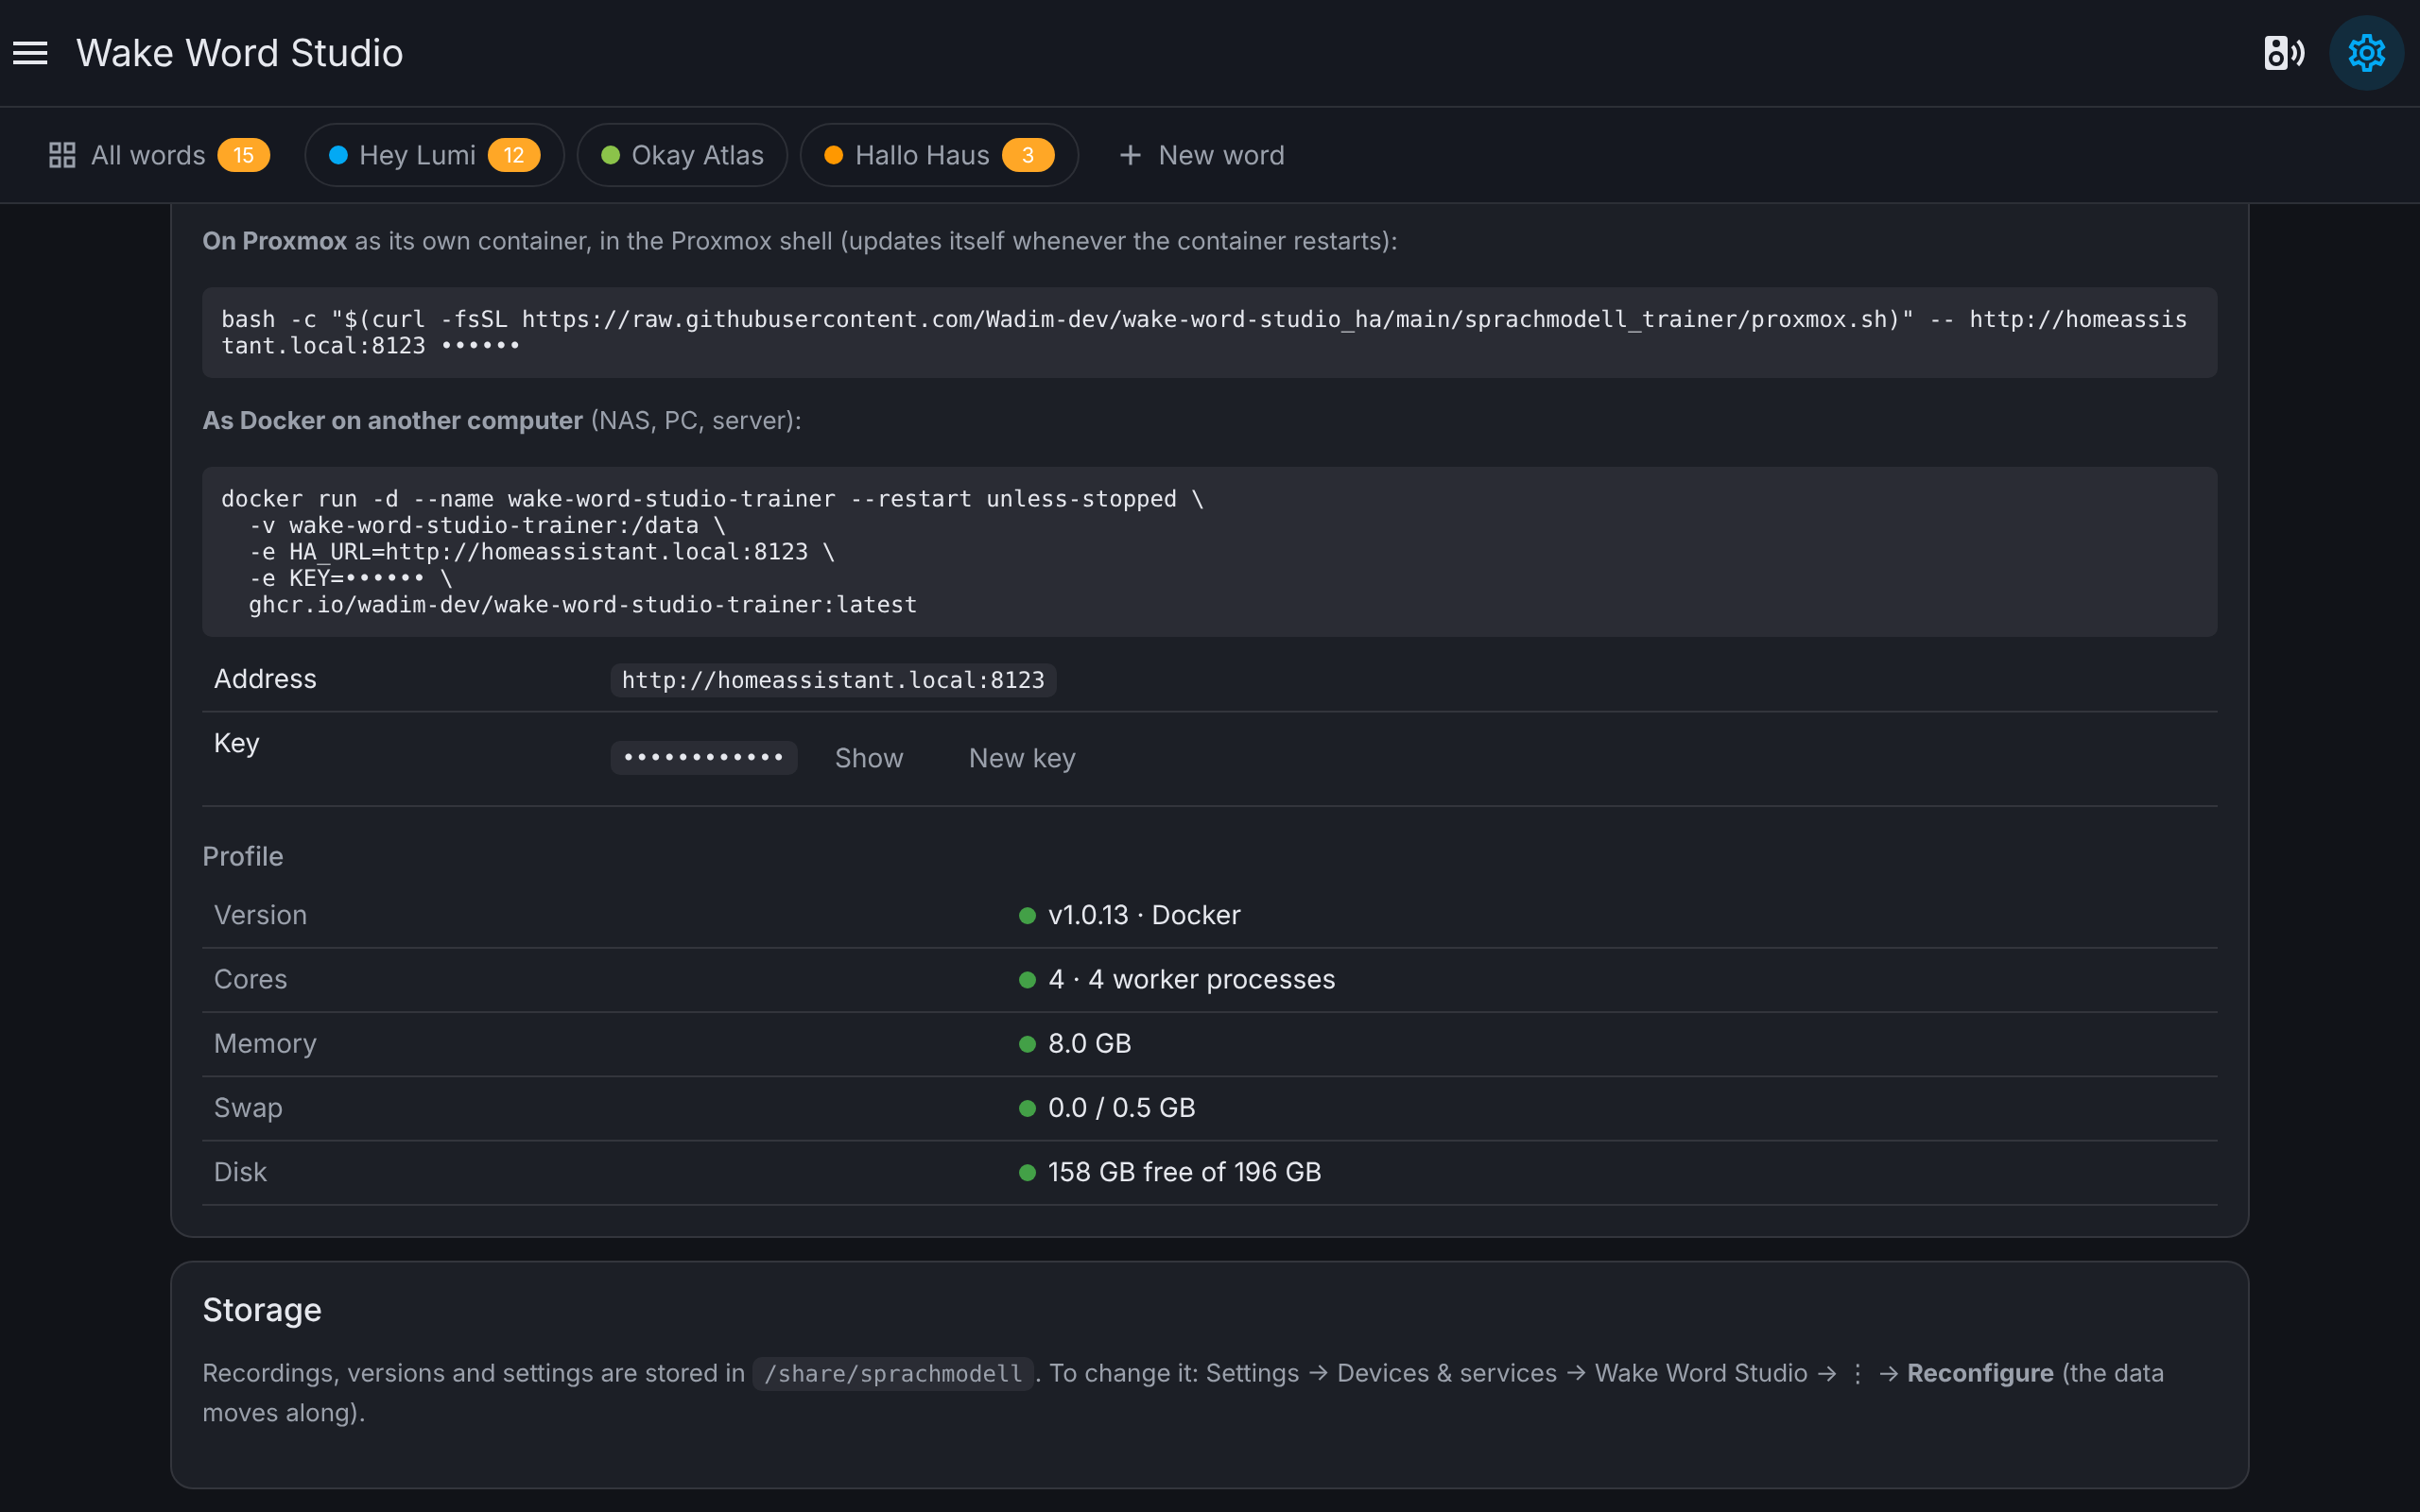 Wake Word Studio
All words 15 Hey Lumi 12 Okay Atlas Hallo Haus 3 + New word
On Proxmox as its own container, in the Proxmox shell (updates itself whenever the container restarts):
bash -c "$(curl -fsSL https://raw.githubusercontent.com/Wadim-dev/wake-word-studio_ha/main/sprachmodell_trainer/proxmox.sh)" -- http://homeassis
tant.local:8123 ••••••
As Docker on another computer (NAS, PC, server):
docker run -d --name wake-word-studio-trainer --restart unless-stopped \
-v wake-word-studio-trainer:/data \
-e HA_URL=http://homeassistant.local:8123 \
-e KEY=•••••• \
ghcr.io/wadim-dev/wake-word-studio-trainer:latest
Address http://homeassistant.local:8123
Key •••••••••••• Show New key
Profile
Version v1.0.13 · Docker
Cores 4 · 4 worker processes
Memory 8.0 GB
Swap 0.0 / 0.5 GB
Disk 158 GB free of 196 GB
Storage
Recordings, versions and settings are stored in /share/sprachmodell. To change it: Settings → Devices & services → Wake Word Studio → ⋮ → Reconfigure (the data
moves along).